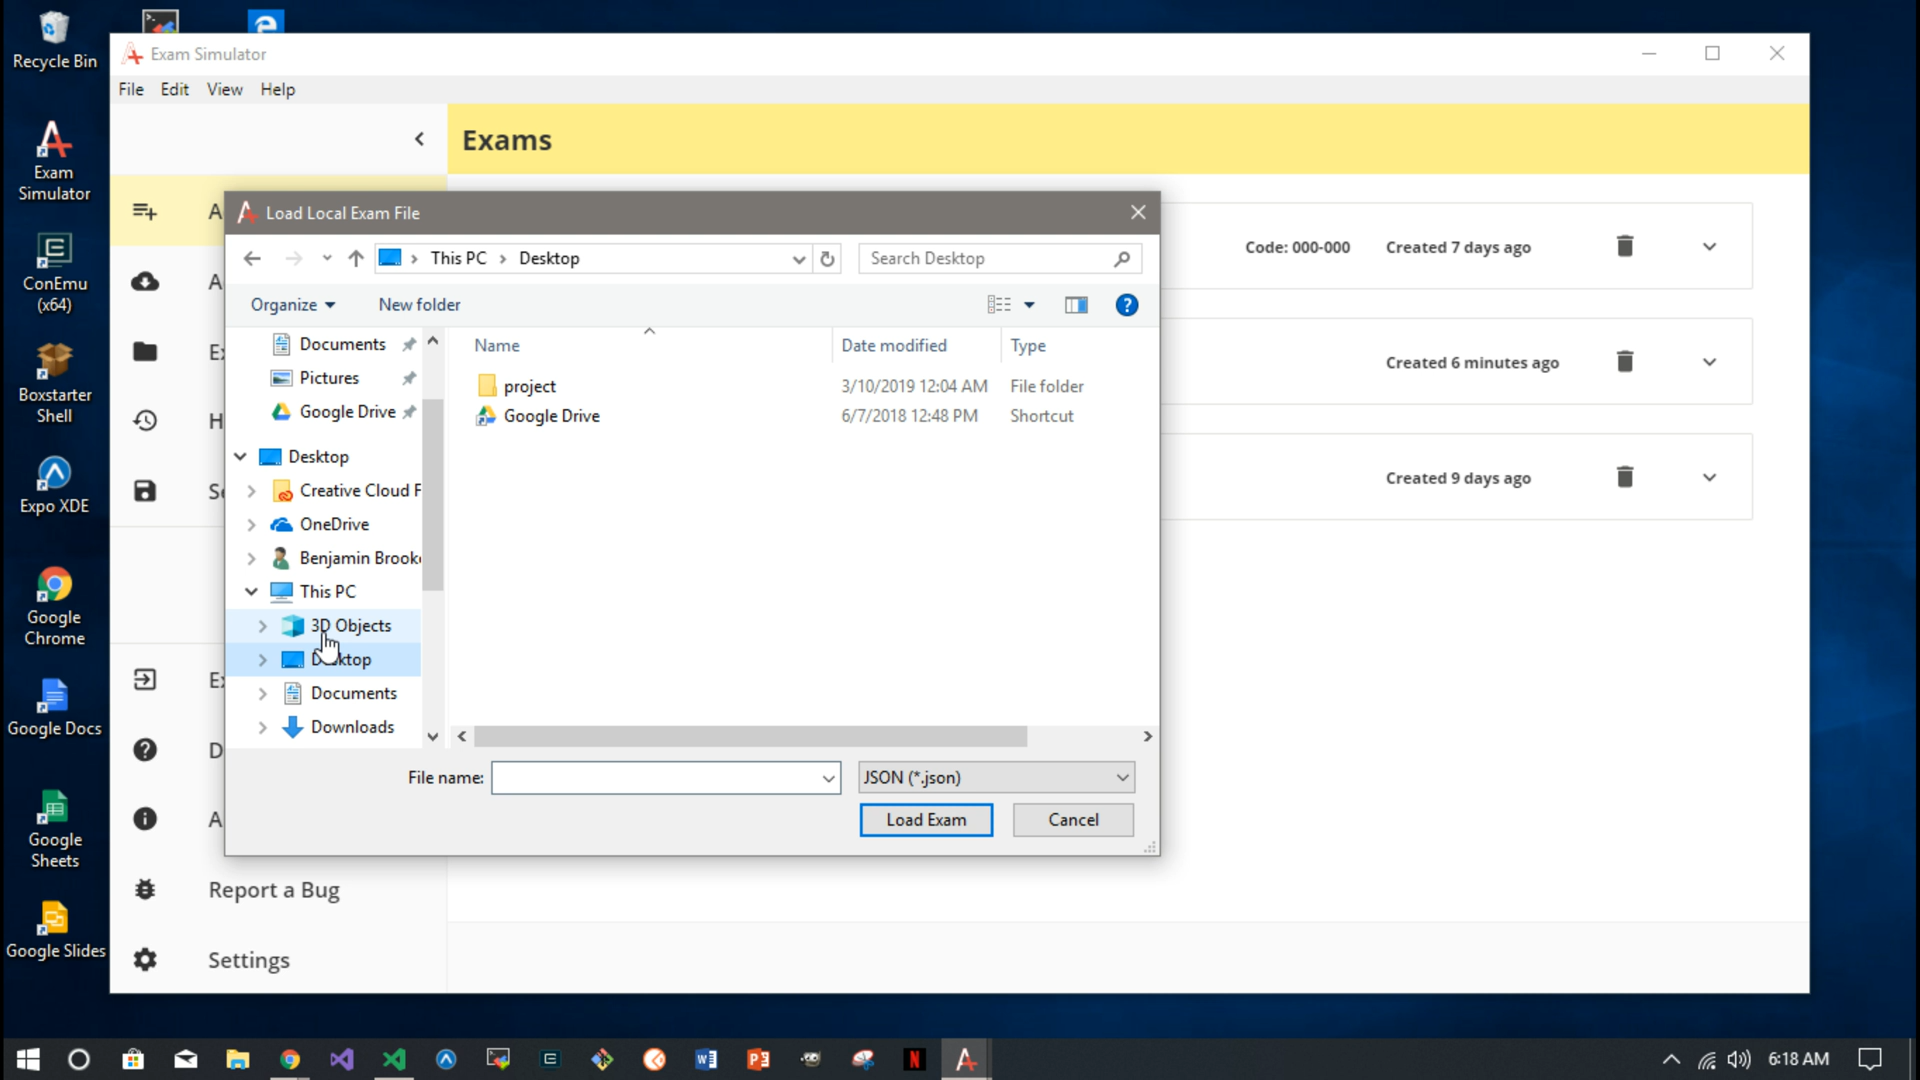 Recycle Bin
Exam Simulator
ConEmu (x64)
Boxstarter Shell
Expo XDE
Google Chrome
Google Docs
Google Sheets
Google Slides
Exam Simulator
File Edit View Help
Exams
Code: 000-000 Created 7 days ago
Created 6 minutes ago
Created 9 days ago
Report a Bug
Settings
Load Local Exam File
This PC > Desktop
Search Desktop
Organize New folder
Documents
Pictures
Google Drive
Desktop
Creative Cloud F
OneDrive
Benjamin Brook
This PC
3D Objects
Desktop
Documents
Downloads
Name Date modified Type
project 3/10/2019 12:04 AM File folder
Google Drive 6/7/2018 12:48 PM Shortcut
File name: JSON (*.json)
Load Exam Cancel
6:18 AM